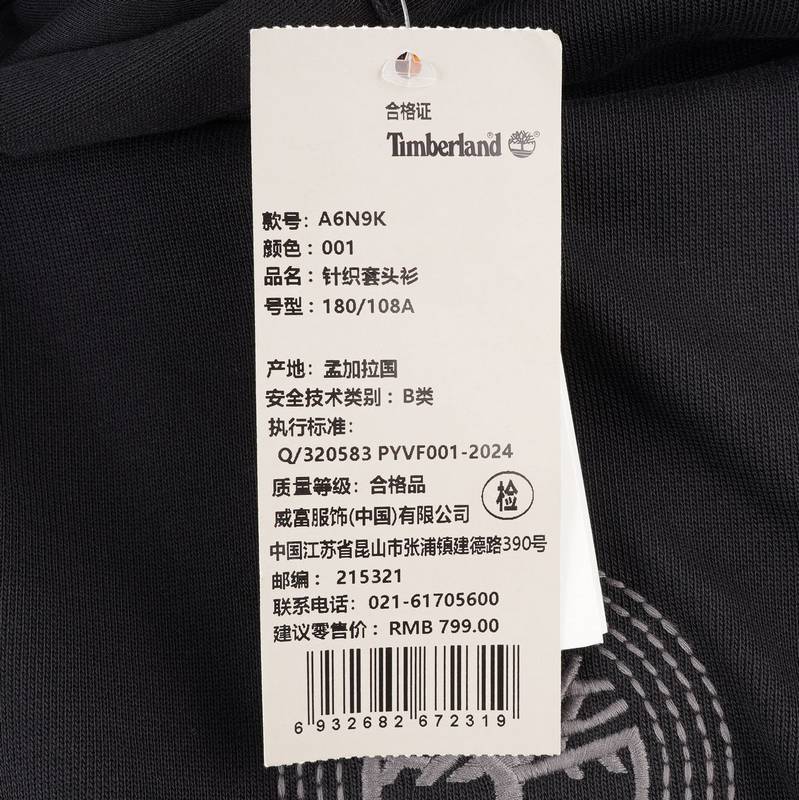 合格证
Timberland
款号：A6N9K
颜色：001
品名：针织套头衫
号型：180/108A
产地：孟加拉国
安全技术类别：B类
执行标准：
Q/320583 PYVF001-2024
质量等级：合格品
检
威富服饰(中国)有限公司
中国江苏省昆山市张浦镇建德路390号
邮编：215321
联系电话：021-61705600
建议零售价：RMB 799.00
6 932682 672319